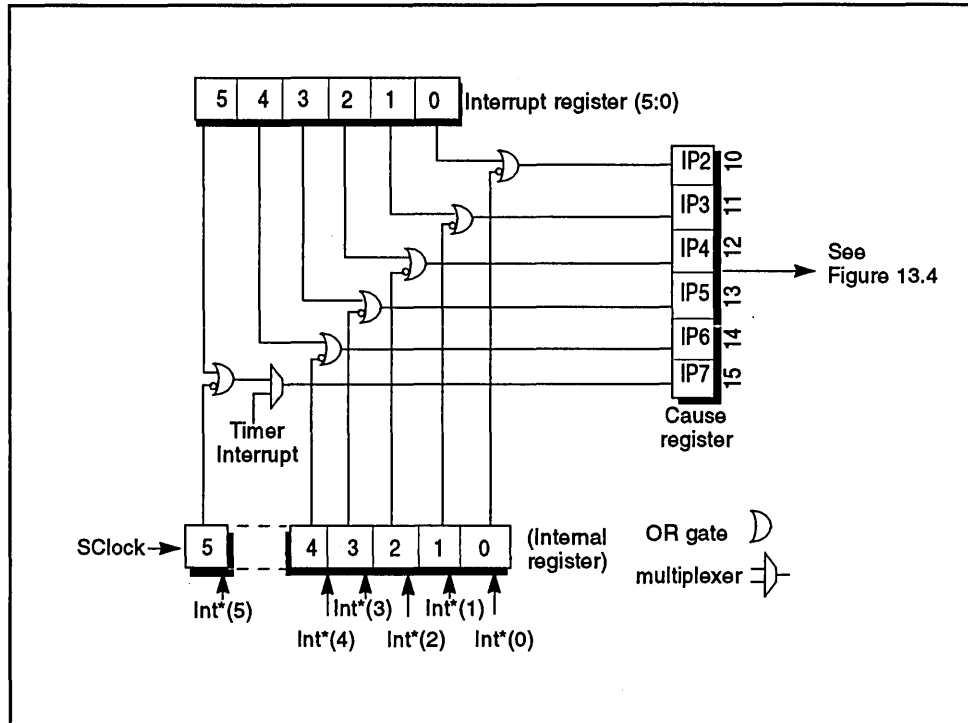 5 4 3 2 1 0
Interrupt register (5:0)
IP2 10
IP3 11
IP4 12
IP5 13
IP6 14
IP7 15
See
Figure 13.4
Cause
register
Timer
Interrupt
SClock
5
4 3 2 1 0
(Internal
register)
OR gate
multiplexer
Int*(5)
Int*(3)
Int*(1)
Int*(4)
Int*(2)
Int*(0)